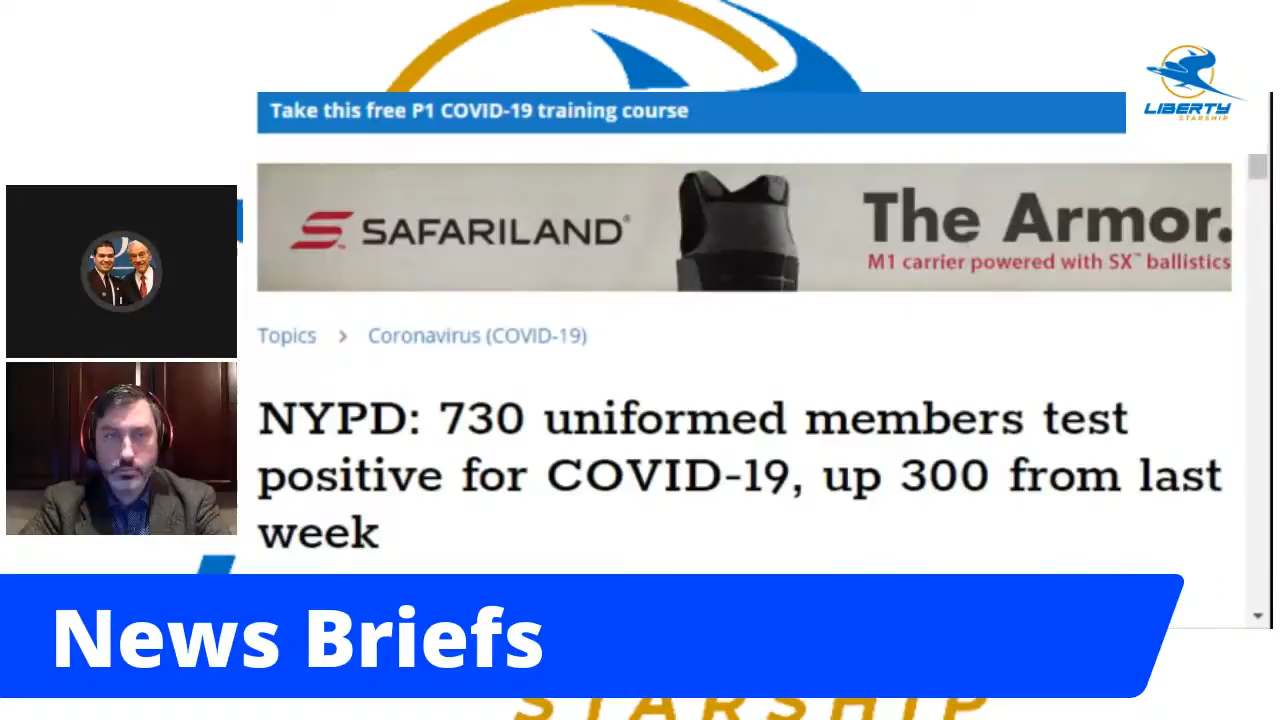 LIBERTY
STARSHIP
Take this free P1 COVID-19 training course
SAFARILAND®
The Armor.
M1 carrier powered with SX™ ballistics
Topics > Coronavirus (COVID-19)
NYPD: 730 uniformed members test
positive for COVID-19, up 300 from last
week
News Briefs
STARSHIP